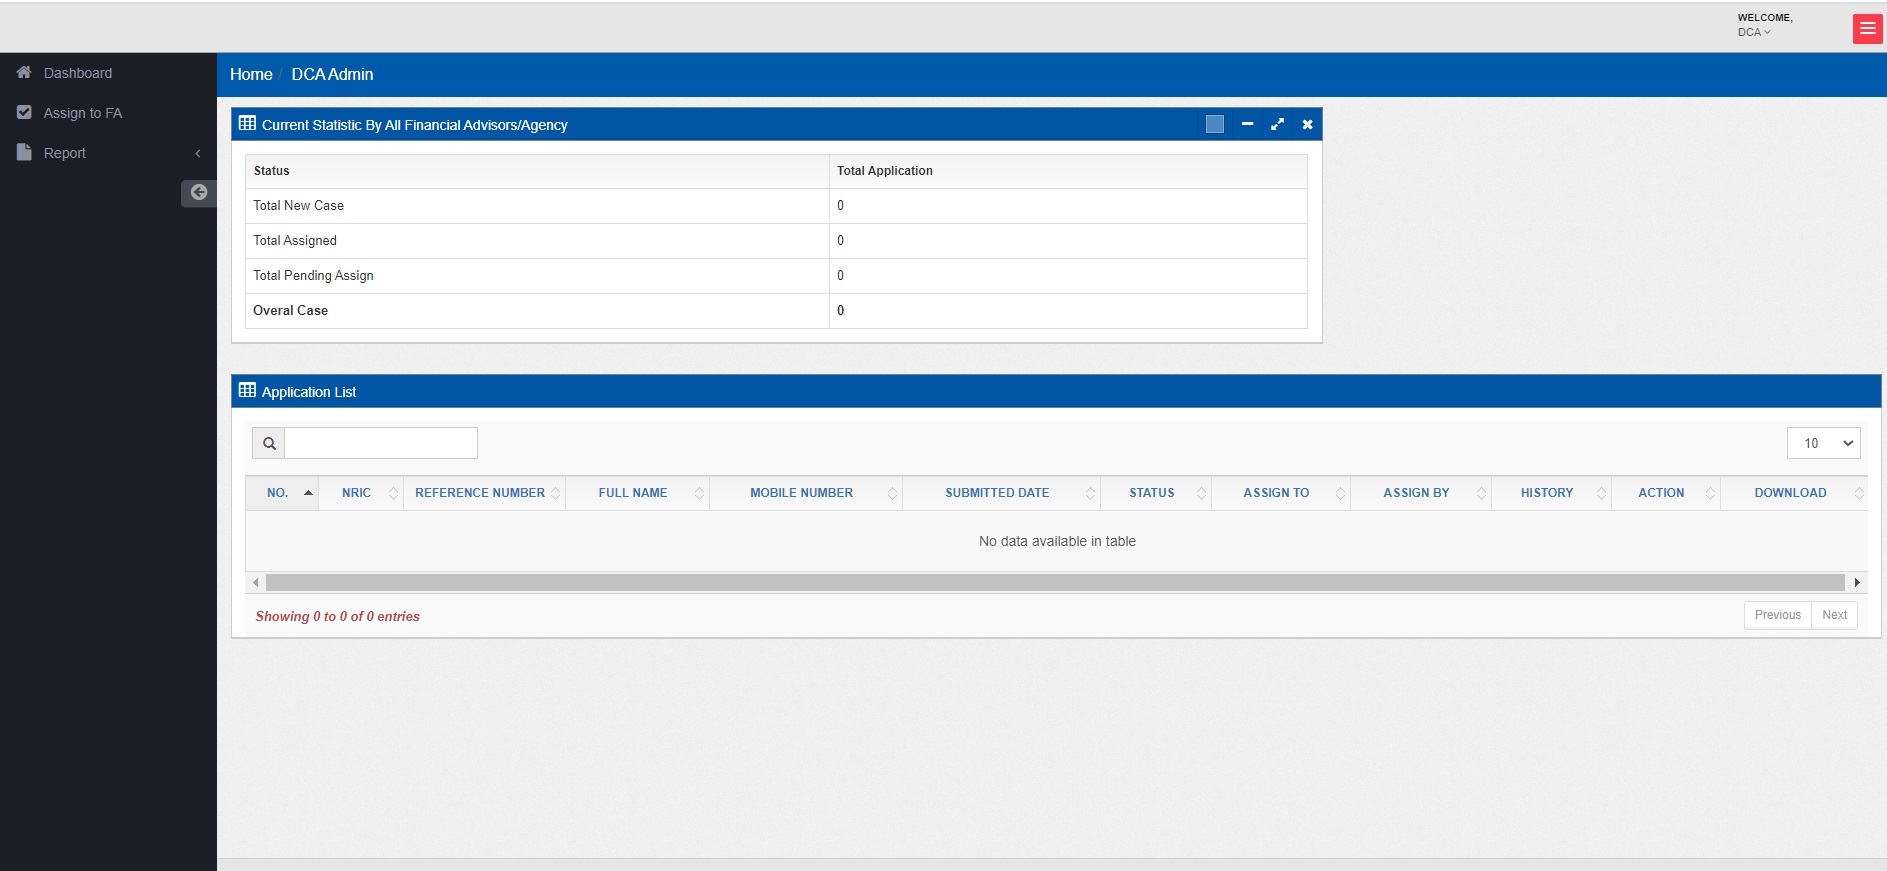 WELCOME,
DCA
Dashboard
Assign to FA
Report
Home / DCA Admin
Current Statistic By All Financial Advisors/Agency
Status Total Application
Total New Case 0
Total Assigned 0
Total Pending Assign 0
Overal Case 0
Application List
10
NO. NRIC REFERENCE NUMBER FULL NAME MOBILE NUMBER SUBMITTED DATE STATUS ASSIGN TO ASSIGN BY HISTORY ACTION DOWNLOAD
No data available in table
Showing 0 to 0 of 0 entries
Previous Next